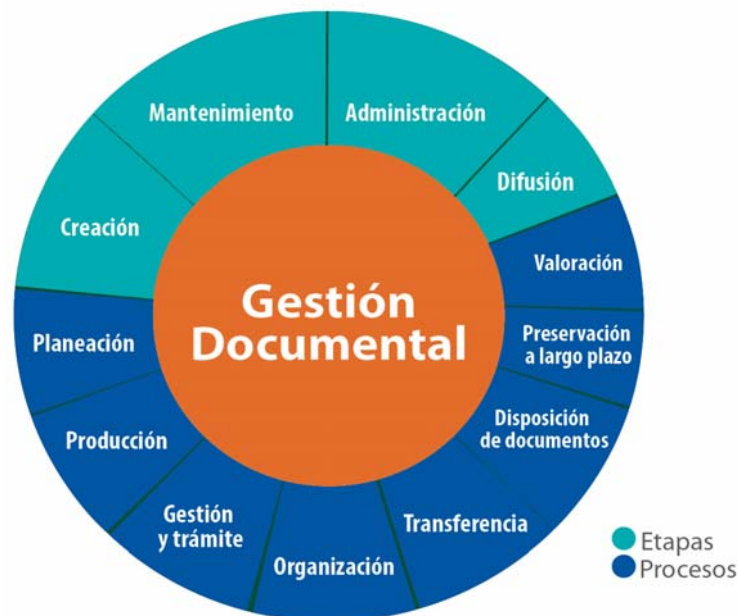 Mantenimiento
Administración
Difusión
Creación
Valoración
Gestión
Documental
Planeación
Preservación
a largo plazo
Producción
Disposición
de documentos
Gestión
y trámite
Organización
Transferencia
Etapas
Procesos